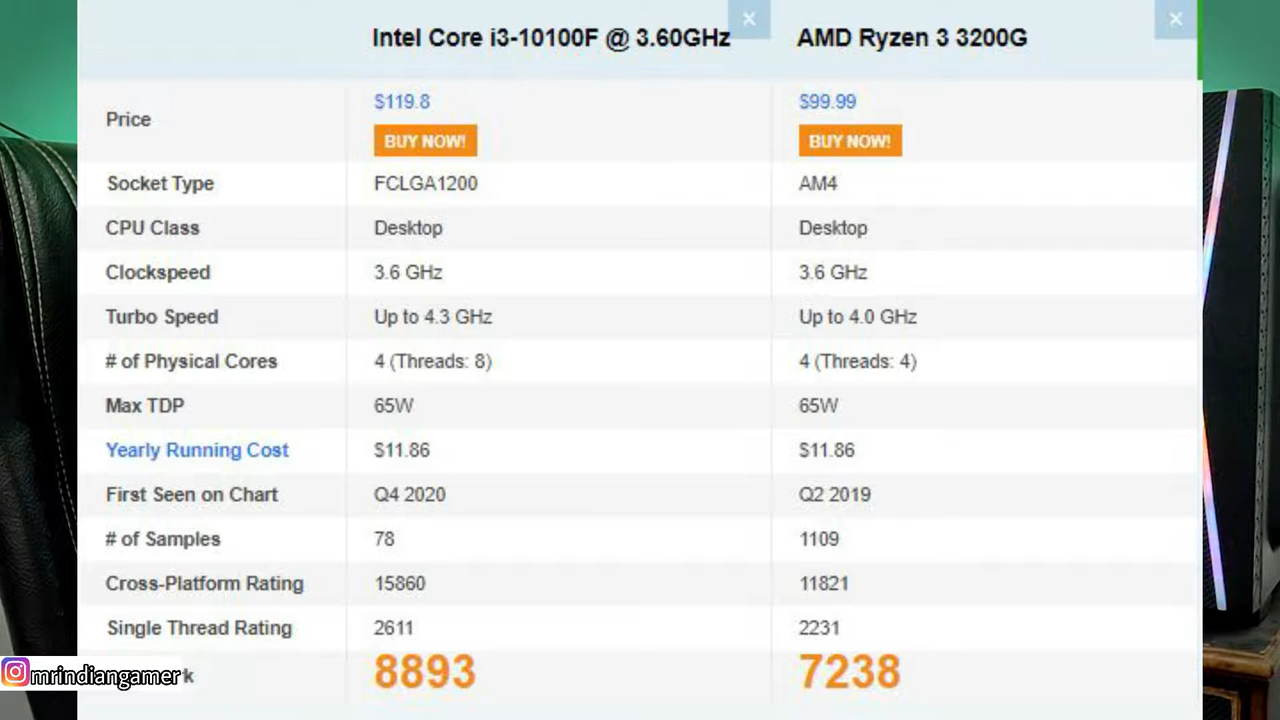 Intel Core i3-10100F @ 3.60GHz AMD Ryzen 3 3200G
Price $119.8 $99.99
BUY NOW! BUY NOW!
Socket Type FCLGA1200 AM4
CPU Class Desktop Desktop
Clockspeed 3.6 GHz 3.6 GHz
Turbo Speed Up to 4.3 GHz Up to 4.0 GHz
# of Physical Cores 4 (Threads: 8) 4 (Threads: 4)
Max TDP 65W 65W
Yearly Running Cost $11.86 $11.86
First Seen on Chart Q4 2020 Q2 2019
# of Samples 78 1109
Cross-Platform Rating 15860 11821
Single Thread Rating 2611 2231
mrindiangamer k 8893 7238